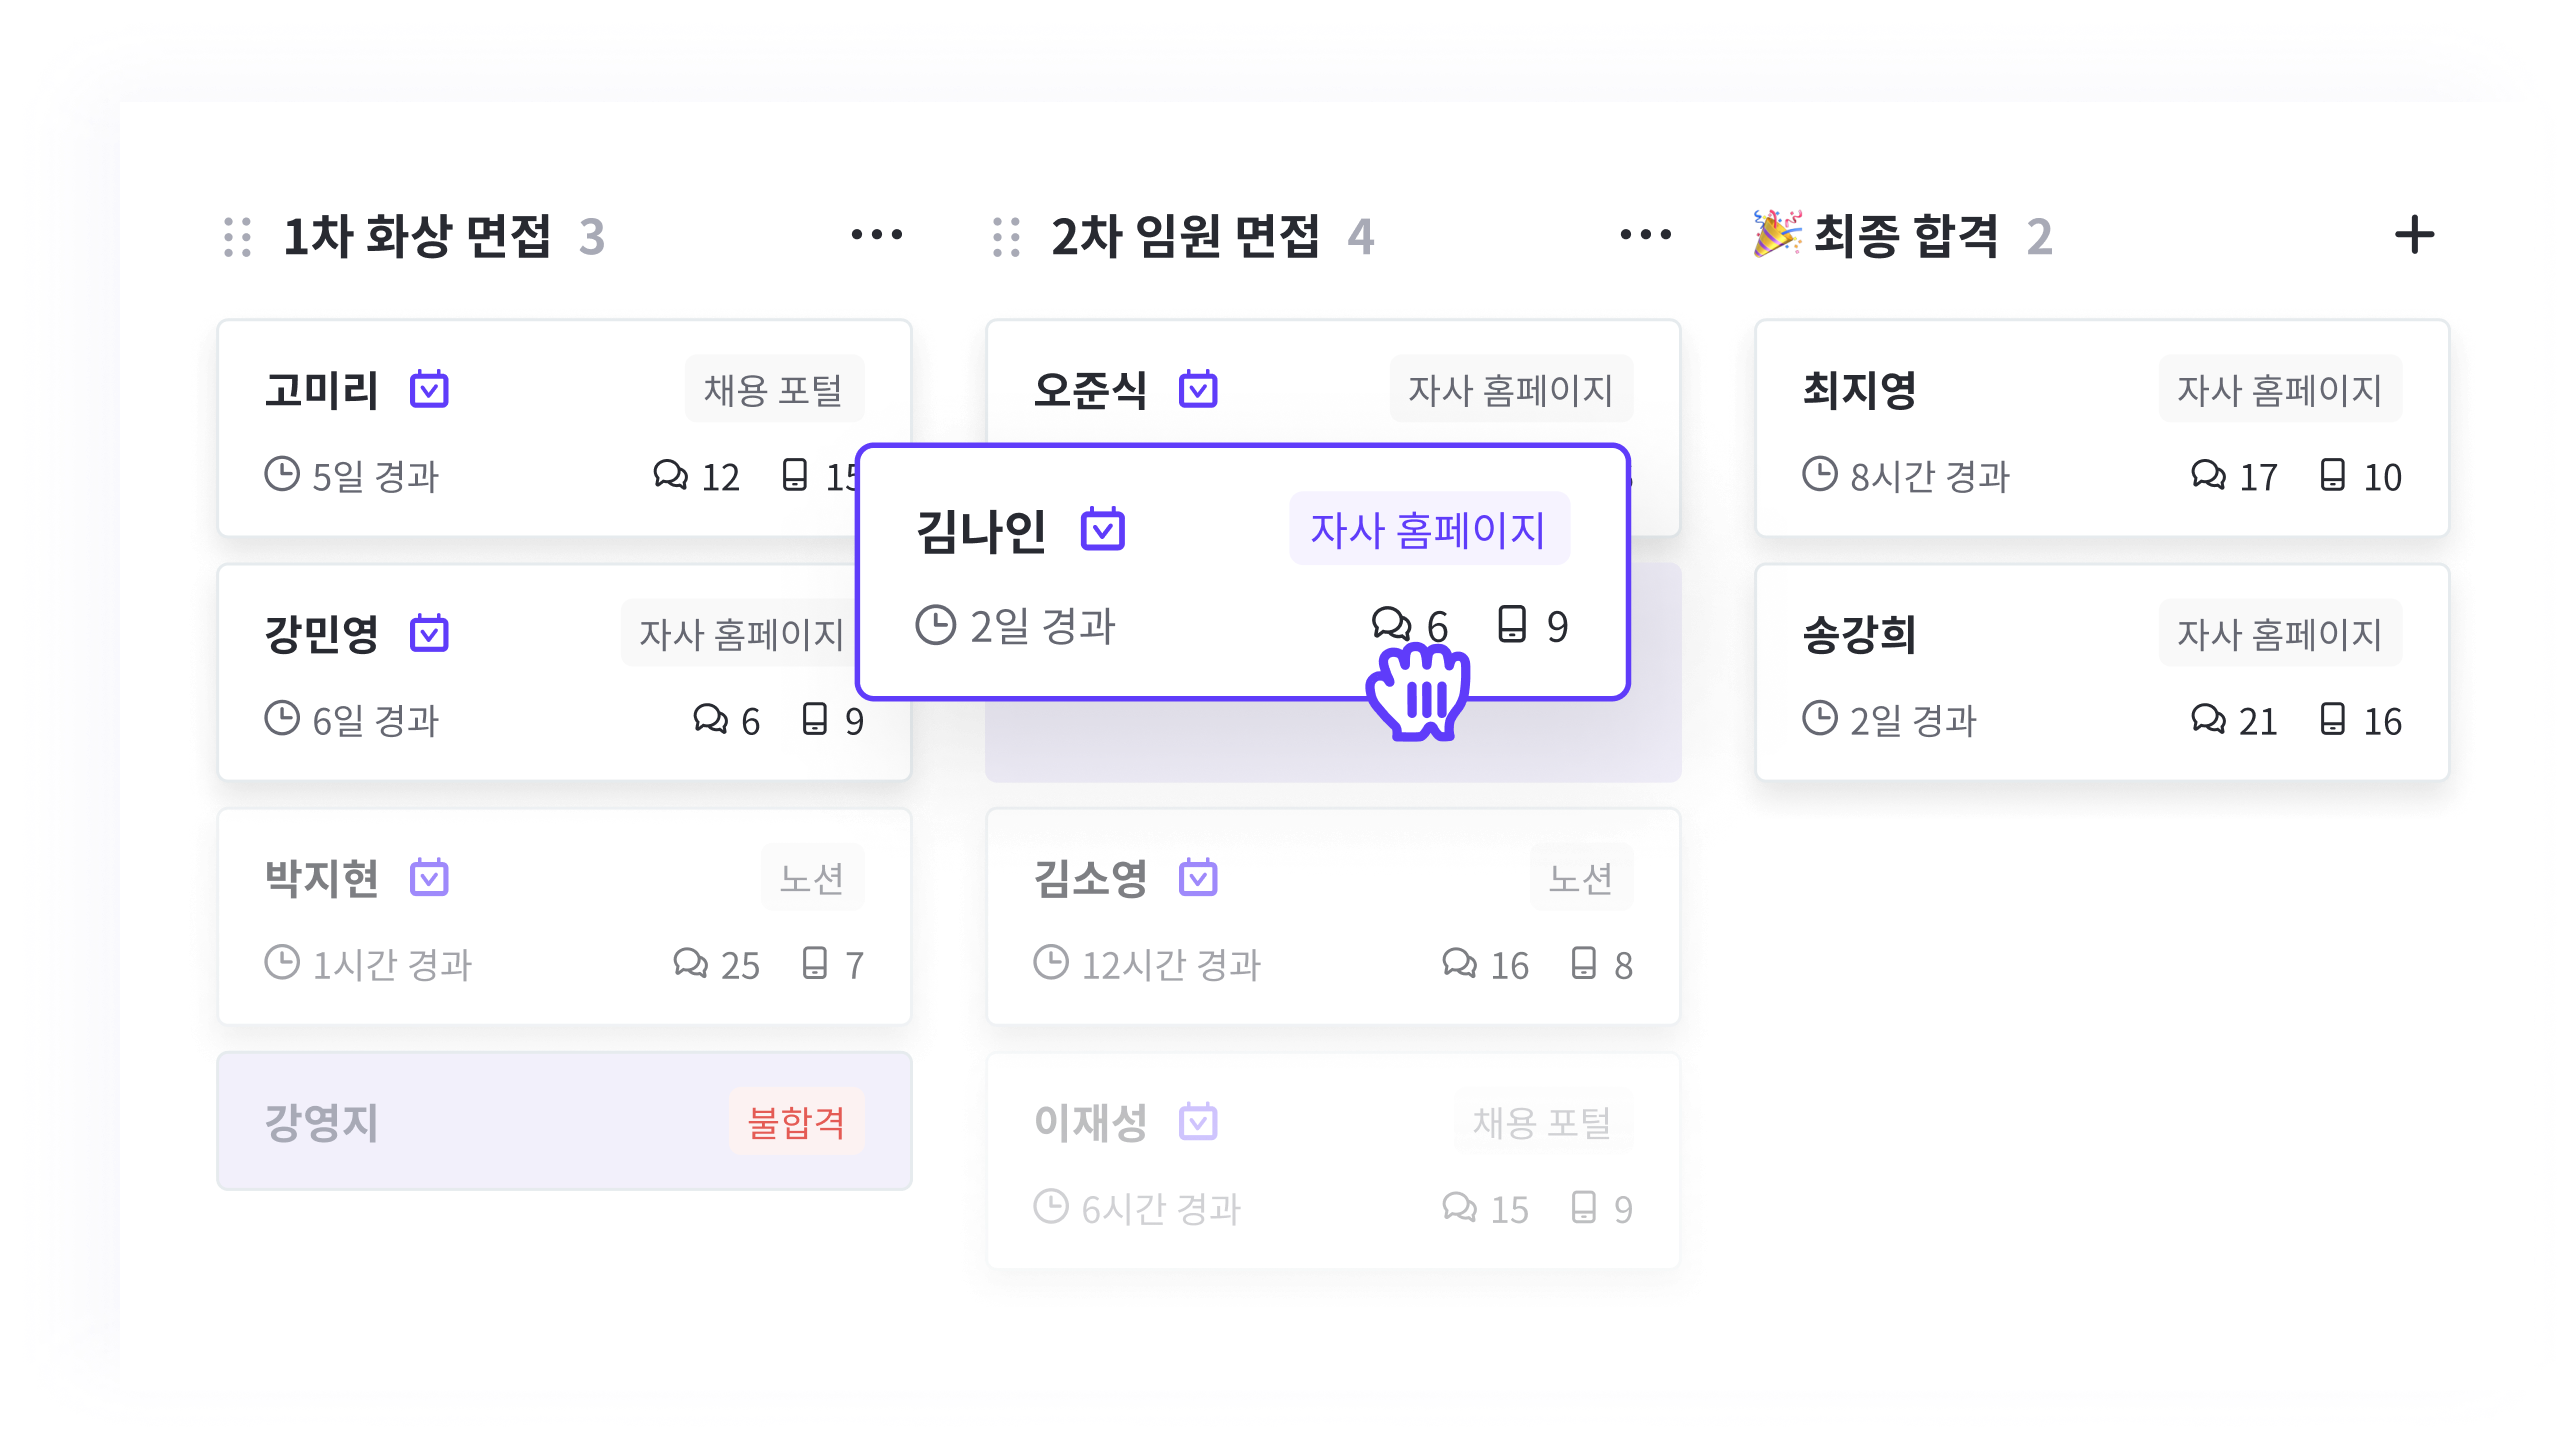 1차 화상 면접 3
고미리 채용 포털
5일 경과 12
강민영 자사 홈페이지
6일 경과 6 9
박지현 노션
1시간 경과 25 7
강영지 불합격
2차 임원 면접 4
오준식 자사 홈페이지
김나인 자사 홈페이지
2일 경과 6 9
김소영 노션
12시간 경과 16 8
이재성 채용 포털
6시간 경과 15 9
최종 합격 2
최지영 자사 홈페이지
8시간 경과 17 10
송강희 자사 홈페이지
2일 경과 21 16